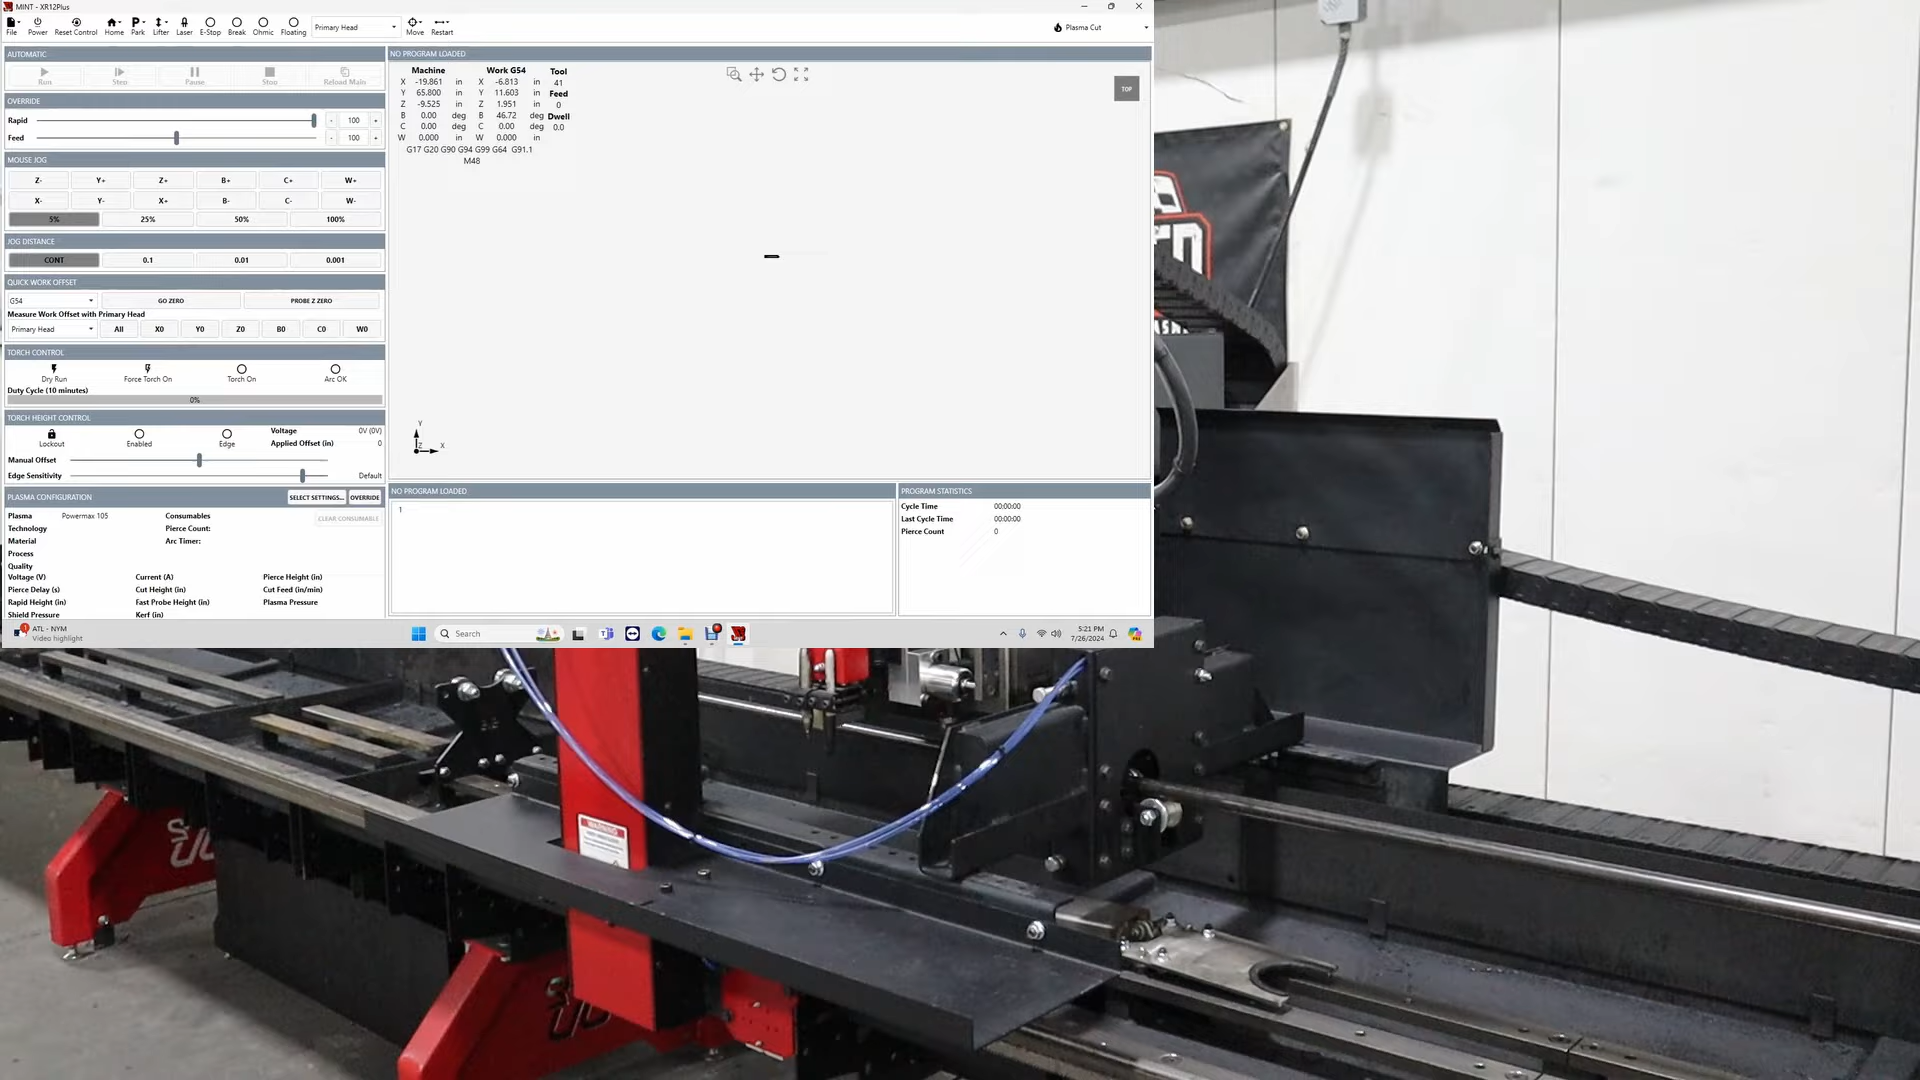 MINT - XR12Plus
File Power Reset Control Home Park Lifter Laser E-Stop Break Ohmic Floating Primary Head Move Restart Plasma Cut
AUTOMATIC
Run Step Pause Stop Reload Main
OVERRIDE
Rapid - 100 +
Feed - 100 +
MOUSE JOG
Z- Y+ Z+ B+ C+ W+
X- Y- X+ B- C- W-
5% 25% 50% 100%
JOG DISTANCE
CONT 0.1 0.01 0.001
QUICK WORK OFFSET
G54 GO ZERO PROBE Z ZERO
Measure Work Offset with Primary Head
Primary Head All X0 Y0 Z0 B0 C0 W0
TORCH CONTROL
Dry Run Force Torch On Torch On Arc OK
Duty Cycle (10 minutes)
0%
TORCH HEIGHT CONTROL
Lockout Enabled Edge
Voltage 0V (0V)
Applied Offset (in) 0
Manual Offset
Edge Sensitivity Default
PLASMA CONFIGURATION SELECT SETTINGS... OVERRIDE
Plasma Powermax 105 Consumables CLEAR CONSUMABLE
Technology Pierce Count:
Material Arc Timer:
Process
Quality
Voltage (V) Current (A) Pierce Height (in)
Pierce Delay (s) Cut Height (in) Cut Feed (in/min)
Rapid Height (in) Fast Probe Height (in) Plasma Pressure
Shield Pressure Kerf (in)
NO PROGRAM LOADED
Machine Work G54 Tool
X -19.861 in X -6.813 in 41
Y 65.800 in Y 11.603 in Feed
Z -9.525 in Z 1.951 in 0
B 0.00 deg B 46.72 deg Dwell
C 0.00 deg C 0.00 deg 0.0
W 0.000 in W 0.000 in
G17 G20 G90 G94 G99 G64 G91.1
M48
TOP
Y
Z X
NO PROGRAM LOADED
1
PROGRAM STATISTICS
Cycle Time 00:00:00
Last Cycle Time 00:00:00
Pierce Count 0
1
ATL - NYM
Video highlight
Search
5:21 PM
7/26/2024
WARNING